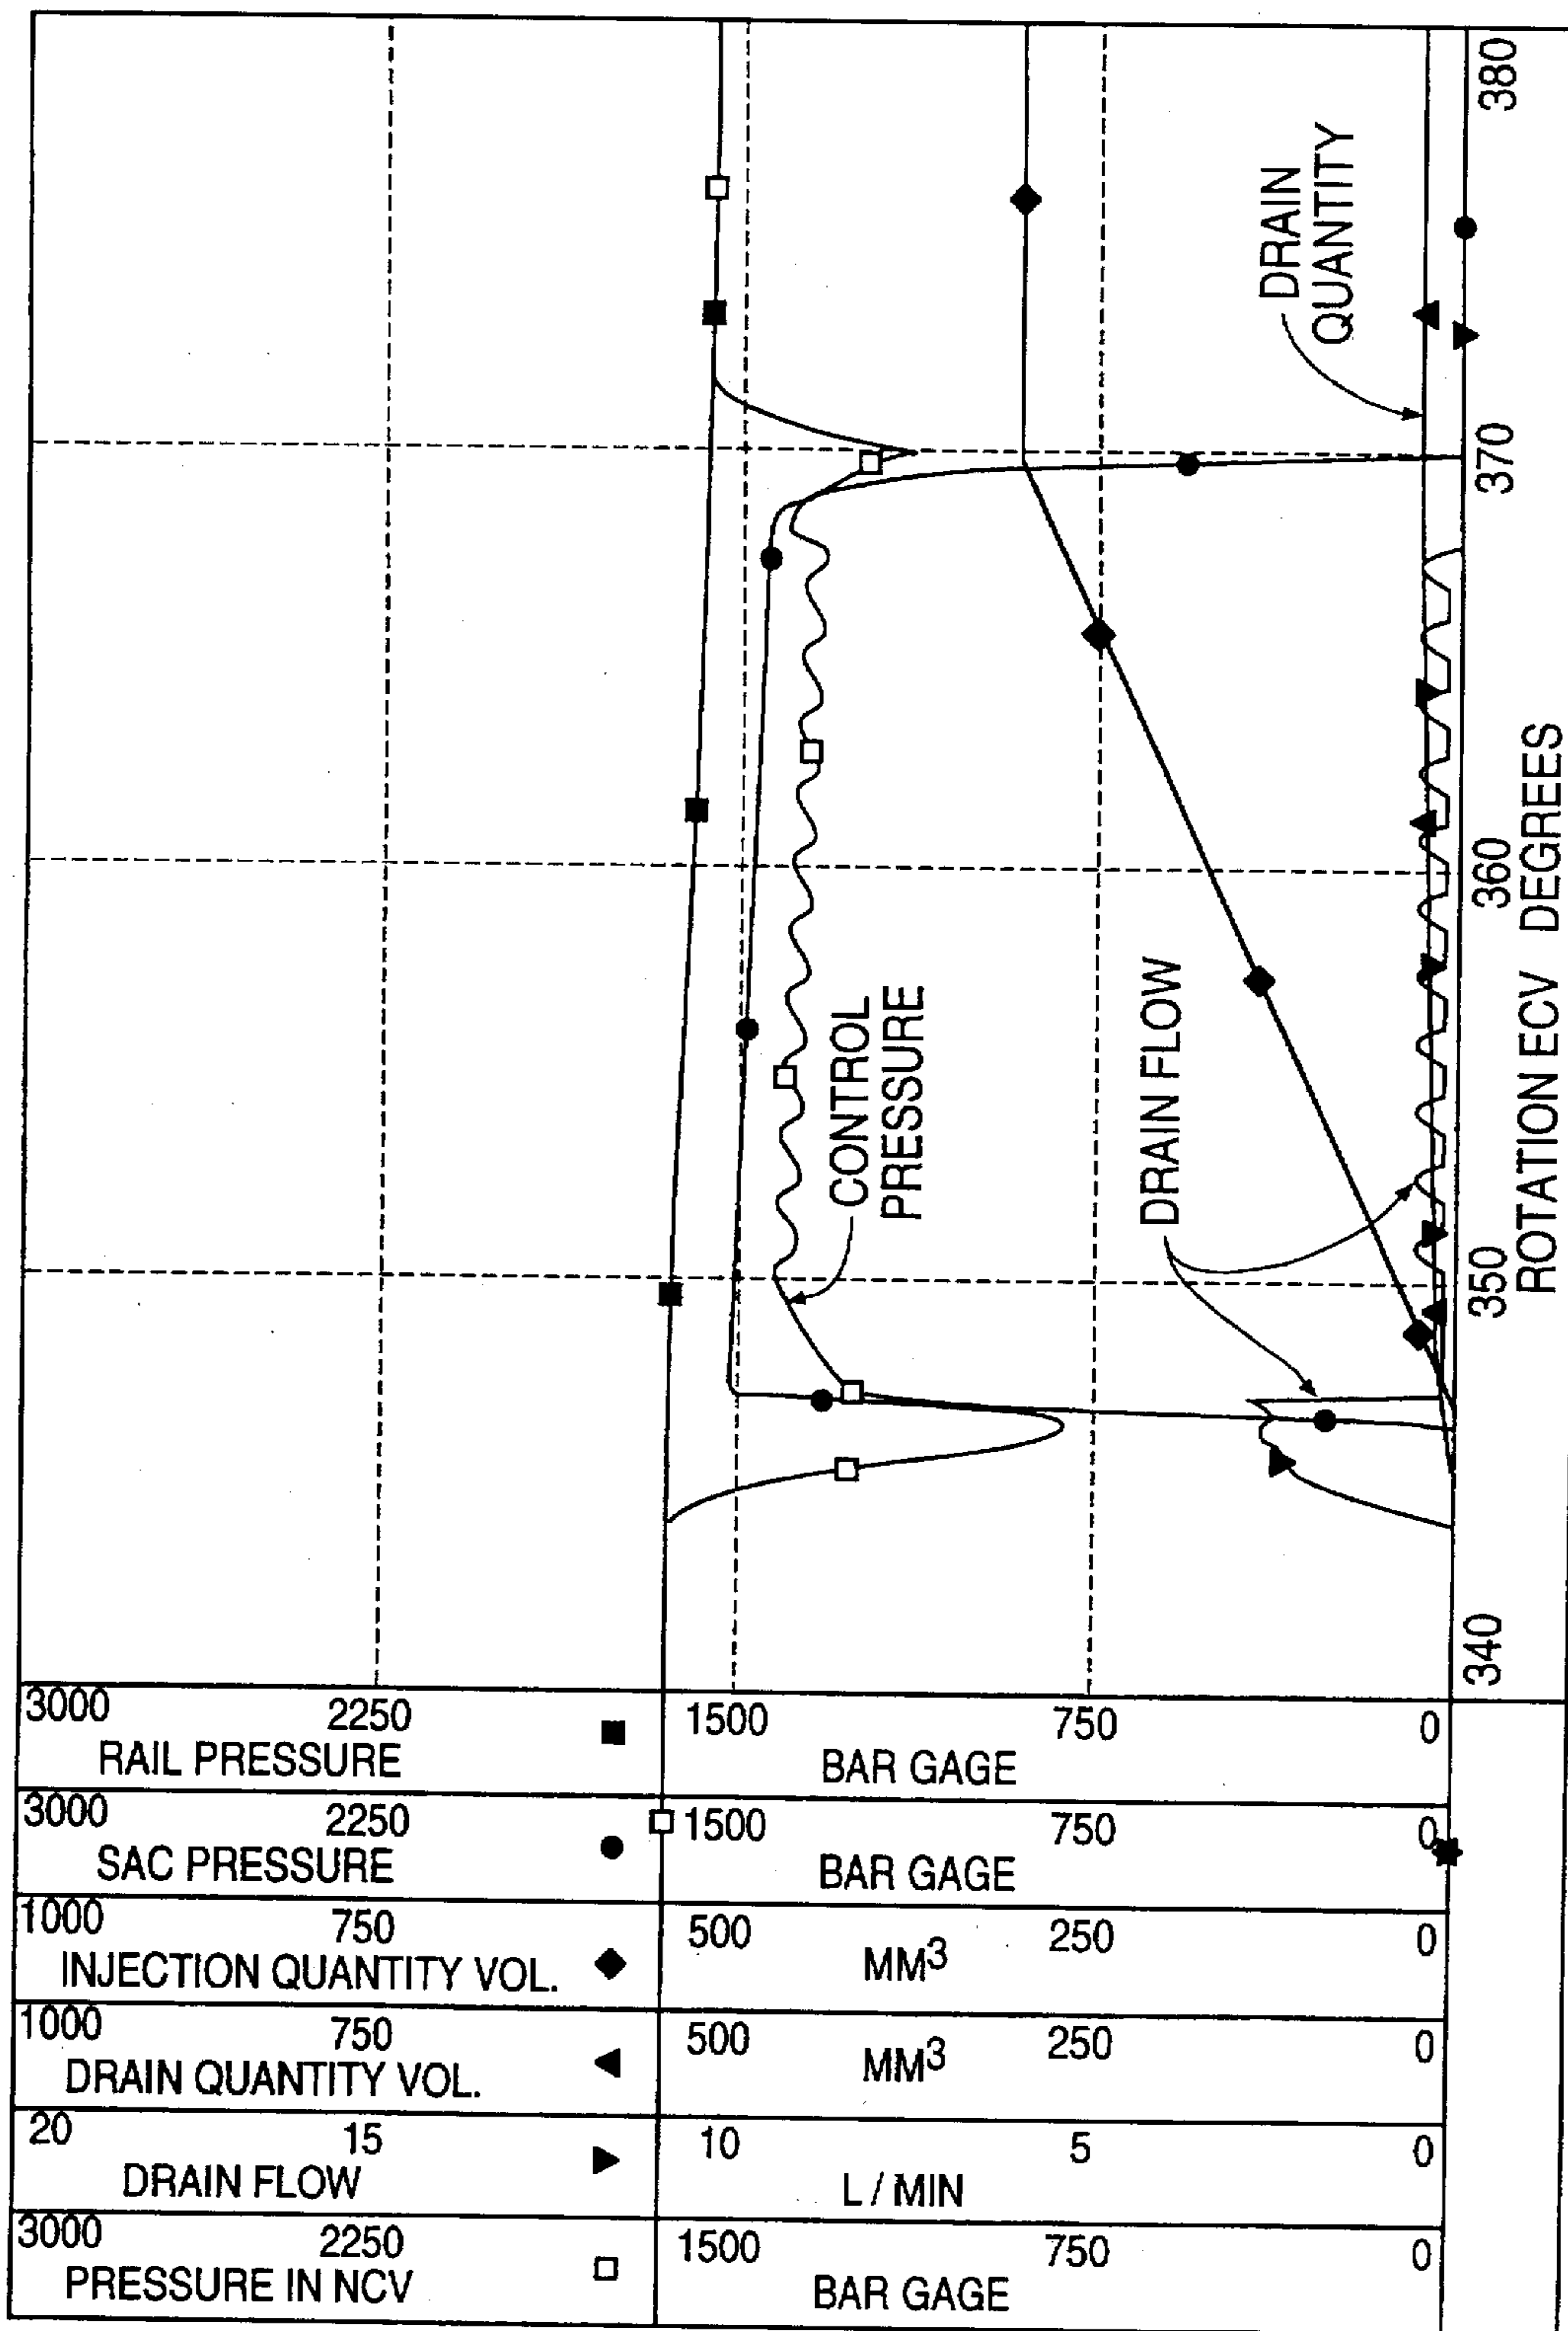 380
370
360
350
340
ROTATION ECV DEGREES
DRAIN
QUANTITY
CONTROL
PRESSURE
DRAIN FLOW
3000 2250 1500 750 0
RAIL PRESSURE BAR GAGE
3000 2250 1500 750 0
SAC PRESSURE BAR GAGE
1000 750 500 250 0
INJECTION QUANTITY VOL. MM³
1000 750 500 250 0
DRAIN QUANTITY VOL. MM³
20 15 10 5 0
DRAIN FLOW L / MIN
3000 2250 1500 750 0
PRESSURE IN NCV BAR GAGE